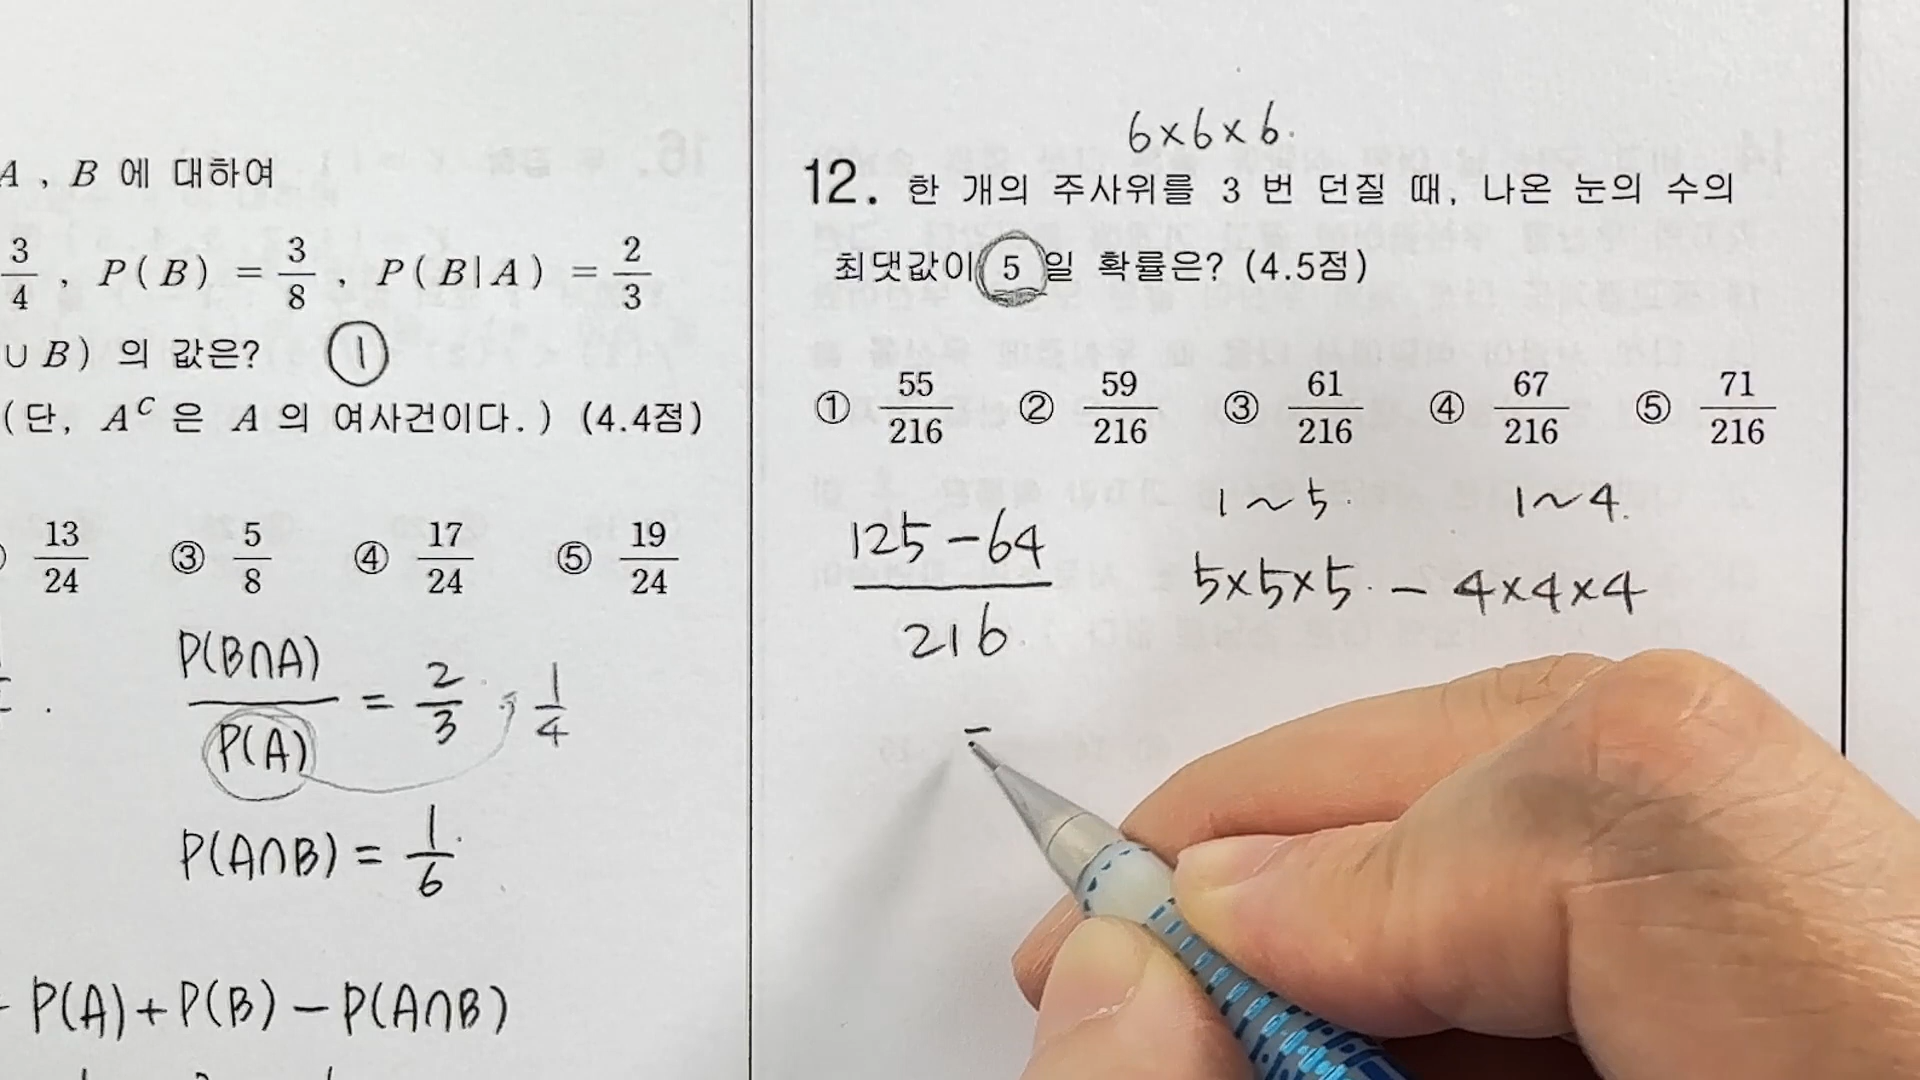 A , B 에 대하여
3/4 , P(B) = 3/8 , P(B|A) = 2/3
∪ B) 의 값은? ①
(단, A^C 은 A 의 여사건이다.) (4.4점)
13/24 ③ 5/8 ④ 17/24 ⑤ 19/24
P(B∩A)/P(A) = 2/3 , 1/4
P(A∩B) = 1/6
P(A)+P(B)−P(A∩B)
6×6×6.
12. 한 개의 주사위를 3 번 던질 때, 나온 눈의 수의
최댓값이 5 일 확률은? (4.5점)
① 55/216 ② 59/216 ③ 61/216 ④ 67/216 ⑤ 71/216
1~5. 1~4.
125−64/216
5×5×5. − 4×4×4